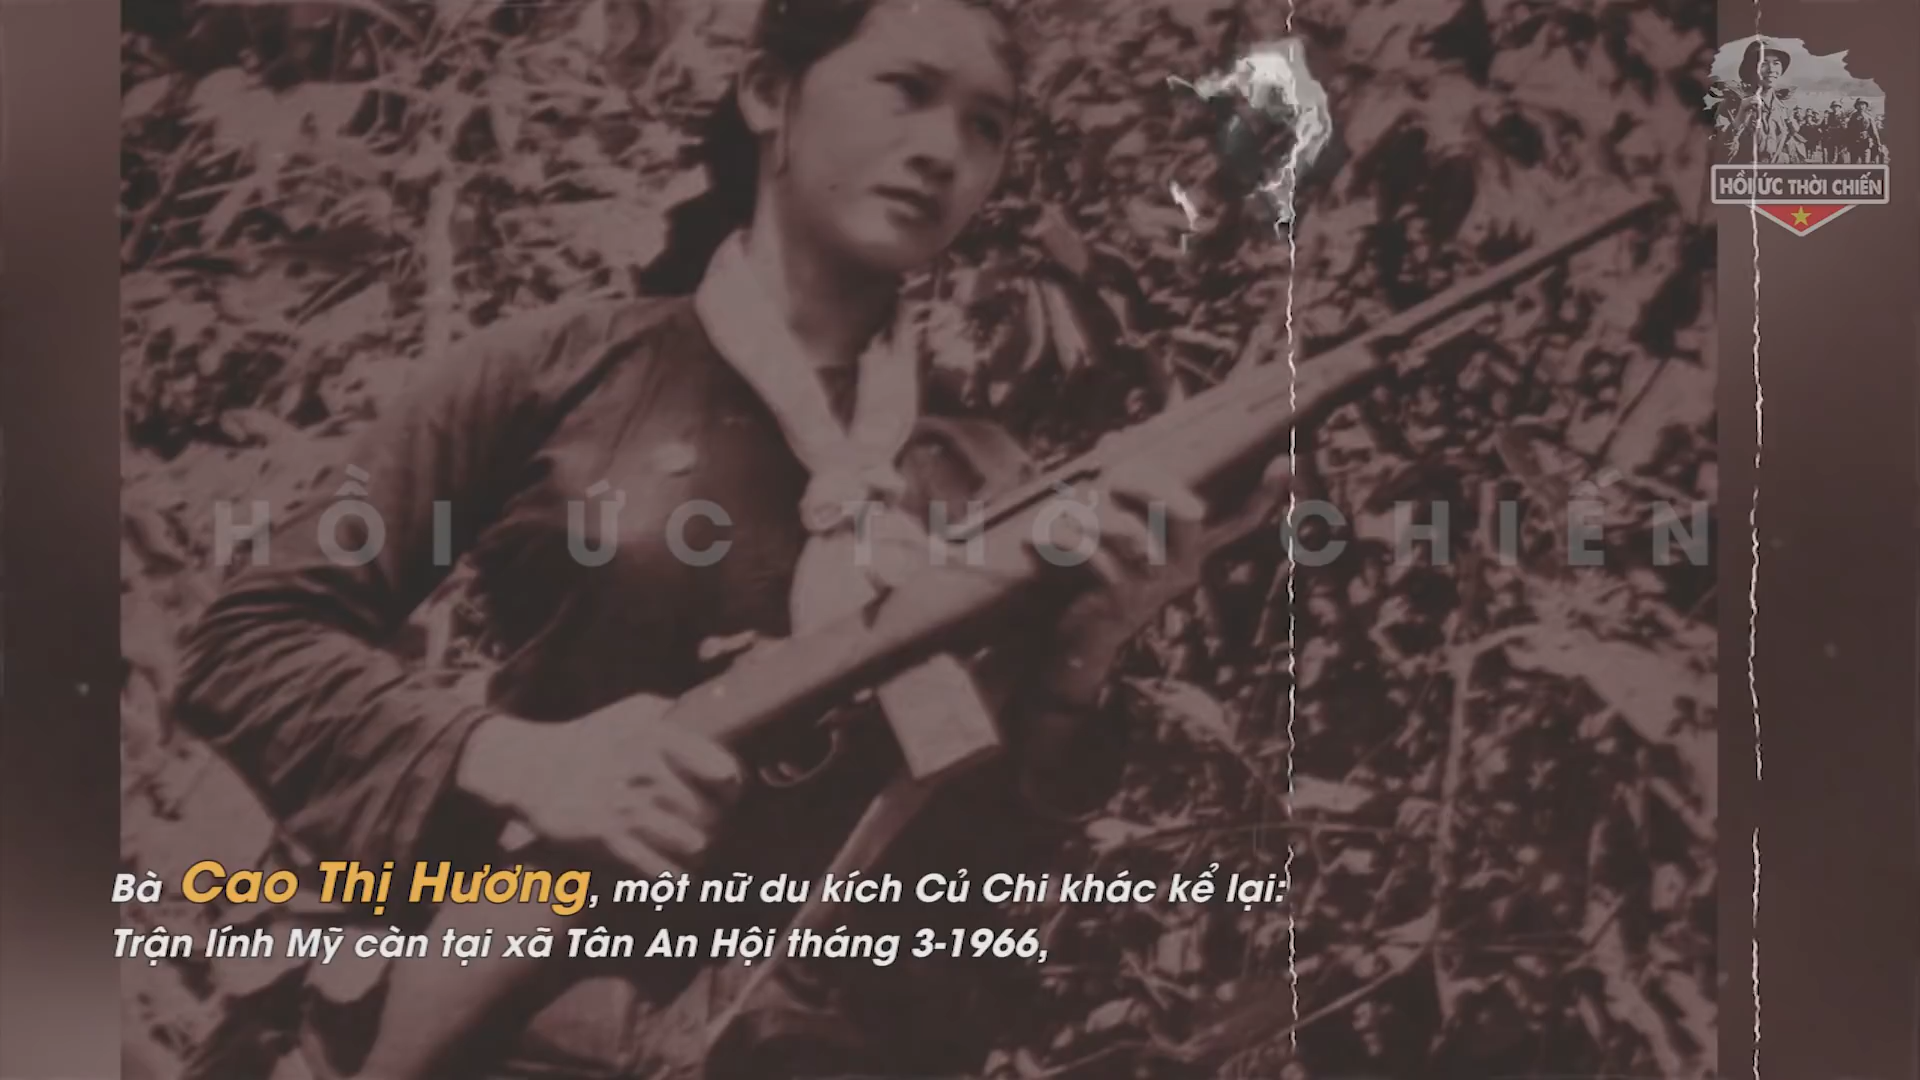 HỒI ỨC THỜI CHIẾN
HỒI ỨC THỜI CHIẾN
Bà Cao Thị Hương, một nữ du kích Củ Chi khác kể lại:
Trận lính Mỹ càn tại xã Tân An Hội tháng 3-1966,